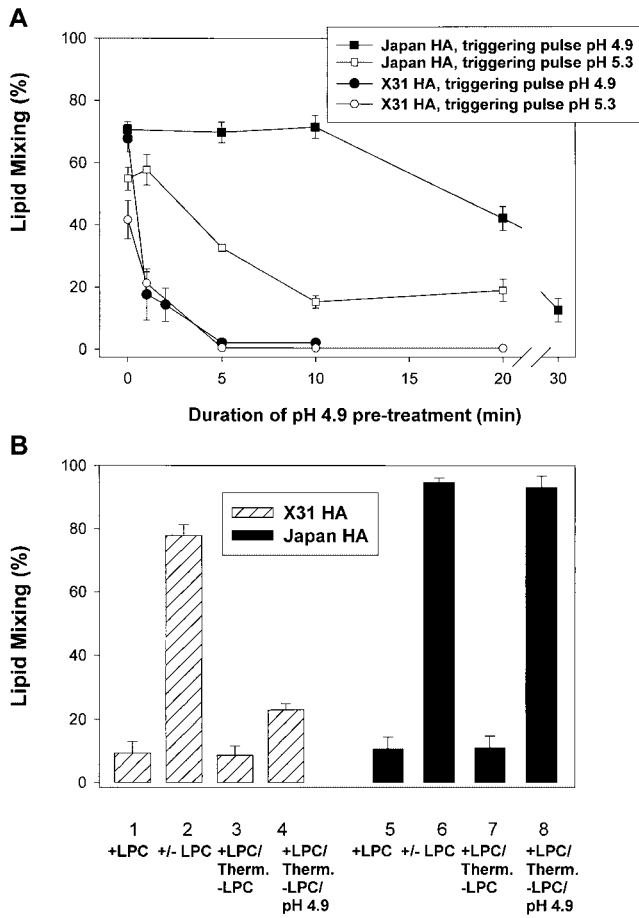 A
Japan HA, triggering pulse pH 4.9
Japan HA, triggering pulse pH 5.3
X31 HA, triggering pulse pH 4.9
X31 HA, triggering pulse pH 5.3
Lipid Mixing (%)
100
80
60
40
20
0
0 5 10 15 20 30
Duration of pH 4.9 pre-treatment (min)
B
X31 HA
Japan HA
Lipid Mixing (%)
100
80
60
40
20
0
1 2 3 4 5 6 7 8
+LPC +/- LPC +LPC/ +LPC/ +LPC +/- LPC +LPC/ +LPC/
Therm. Therm. Therm. Therm.
-LPC -LPC/ -LPC -LPC/
pH 4.9 pH 4.9